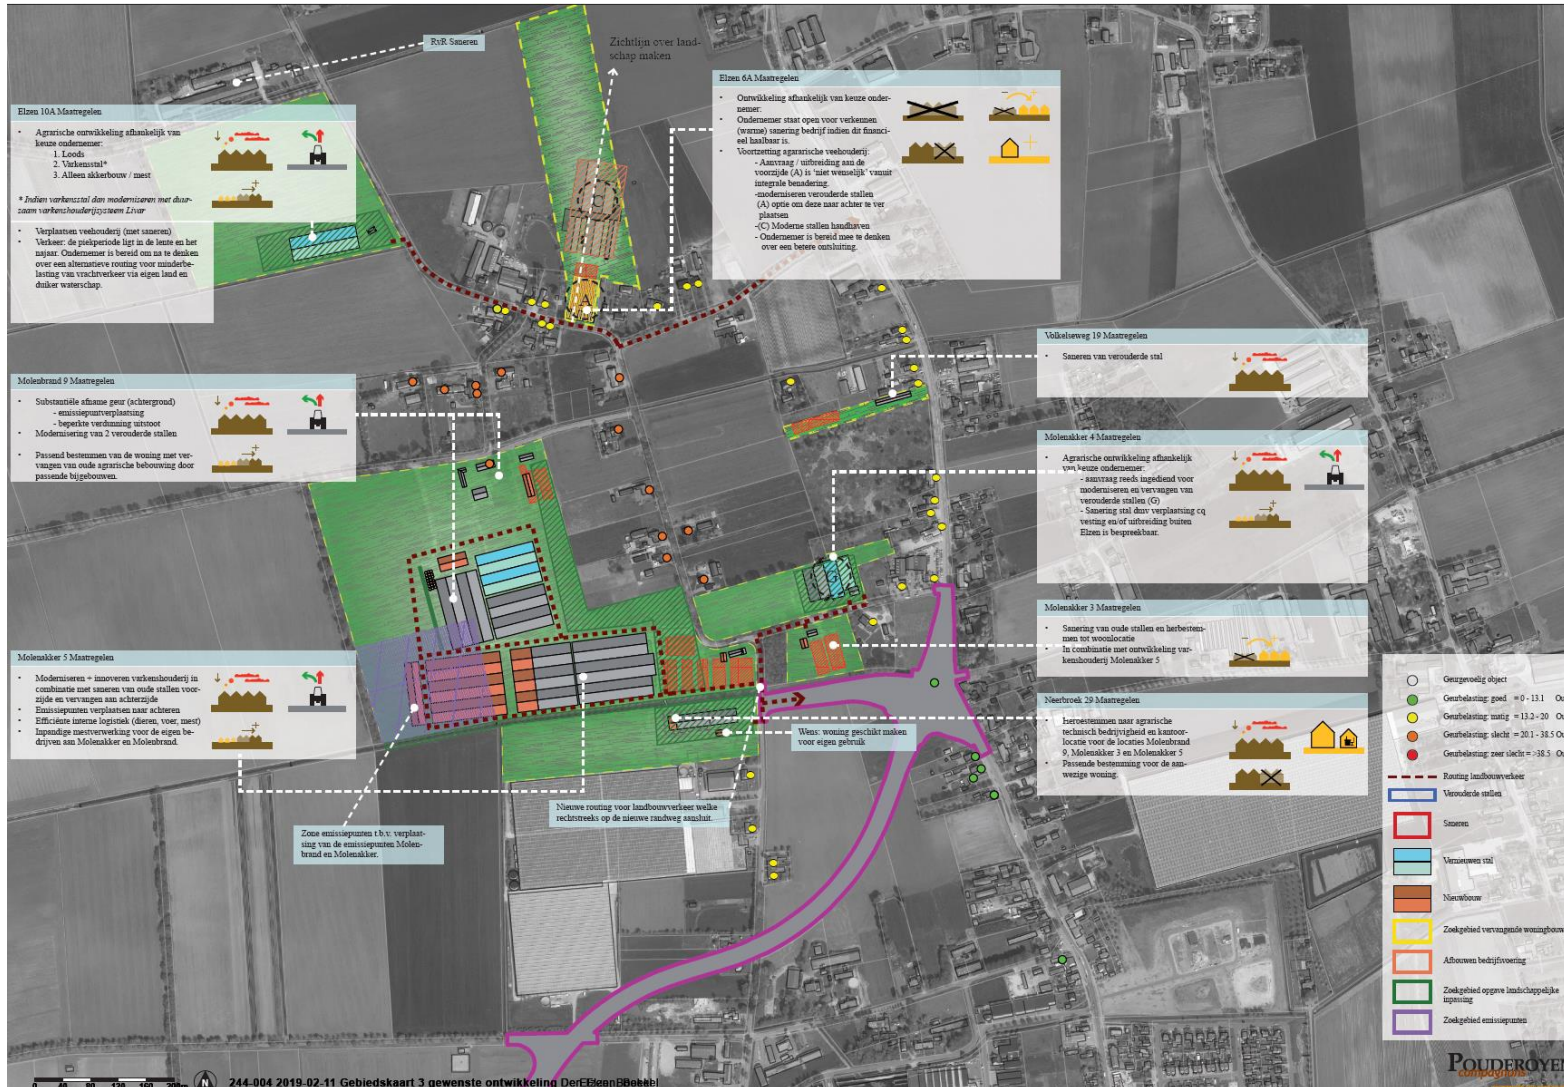 RvR Saneren
Zichtlijn over land-
schap maken
Elzen 10A Maatregelen
• Agrarische ontwikkeling afhankelijk van
keuze ondernemer:
1. Loods
2. Varkensstal*
3. Alleen akkerbouw / mest
* Indien varkensstal dan moderniseren met duur-
zaam varkenshouderijsysteem Livar
• Verplaatsen veehouderij (met saneren)
• Verkeer: de piekperiode ligt in de lente en het
najaar. Ondernemer is bereid om na te denken
over een alternatieve routing voor minderbe-
lasting van vrachtverkeer via eigen land en
duiker waterschap.
Elzen 6A Maatregelen
• Ontwikkeling afhankelijk van keuze onder-
nemer:
• Ondernemer staat open voor verkennen
(warme) sanering bedrijf indien dit financi-
eel haalbaar is.
• Voortzetting agararische veehouderij:
- Aanvraag / uitbreiding aan de
voorzijde (A) is 'niet wenselijk' vanuit
integrale benadering.
-moderniseren verouderde stallen
(A) optie om deze naar achter te ver
plaatsen
-(C) Moderne stallen handhaven
- Ondernemer is bereid mee te denken
over een betere ontsluiting.
C
A
Volkelseweg 19 Maatregelen
• Saneren van verouderde stal
Molenbrand 9 Maatregelen
• Substantiële afname geur (achtergrond)
- emissiepuntverplaatsing
- beperkte verdunning uitstoot
• Modernisering van 2 verouderde stallen
• Passend bestemmen van de woning met ver-
vangen van oude agrarische bebouwing door
passende bijgebouwen.
Molenakker 4 Maatregelen
• Agrarische ontwikkeling afhankelijk
van keuze ondernemer:
- aanvraag reeds ingediend voor
moderniseren en vervangen van
verouderde stallen (G)
- Sanering stal dmv verplaatsing cq
vesting en/of uitbreiding buiten
Elzen is bespreekbaar.
G
Molenakker 3 Maatregelen
• Sanering van oude stallen en herbestem-
men tot woonlocatie
• In combinatie met ontwikkeling var-
kenshouderij Molenakker 5
Molenakker 5 Maatregelen
• Moderniseren + innoveren varkenshouderij in
combinatie met saneren van oude stallen voor-
zijde en vervangen aan achterzijde
• Emissiepunten verplaatsen naar achteren
• Efficiënte interne logistiek (dieren, voer, mest)
• Inpandige mestverwerking voor de eigen be-
drijven aan Molenakker en Molenbrand.
Neerbroek 29 Maatregelen
• Herbestemmen naar agrarische
technisch bedrijvigheid en kantoor-
locatie voor de locaties Molenbrand
9, Molenakker 3 en Molenakker 5
• Passende bestemming voor de aan-
wezige woning.
Wens: woning geschikt maken
voor eigen gebruik
Nieuwe routing voor landbouwverkeer welke
rechtstreeks op de nieuwe randweg aansluit.
Zone emissiepunten t.b.v. verplaat-
sing van de emissiepunten Molen-
brand en Molenakker.
Geurgevoelig object
Geurbelasting: goed = 0 - 13.1 Ou
Geurbelasting: matig = 13.2 - 20 Ou
Geurbelasting: slecht = 20.1 - 38.5 Ou
Geurbelasting: zeer slecht = >38.5 Ou
Routing landbouwverkeer
Verouderde stallen
Saneren
Vernieuwen stal
Nieuwbouw
Zoekgebied vervangende woningbouw
Afbouwen bedrijfsvoering
Zoekgebied opgave landschappelijke
inpassing
Zoekgebied emissiepunten
POUDEROYEN
compagnons
0 40 80 120 160 200m
244-004 2019-02-11 Gebiedskaart 3 gewenste ontwikkeling